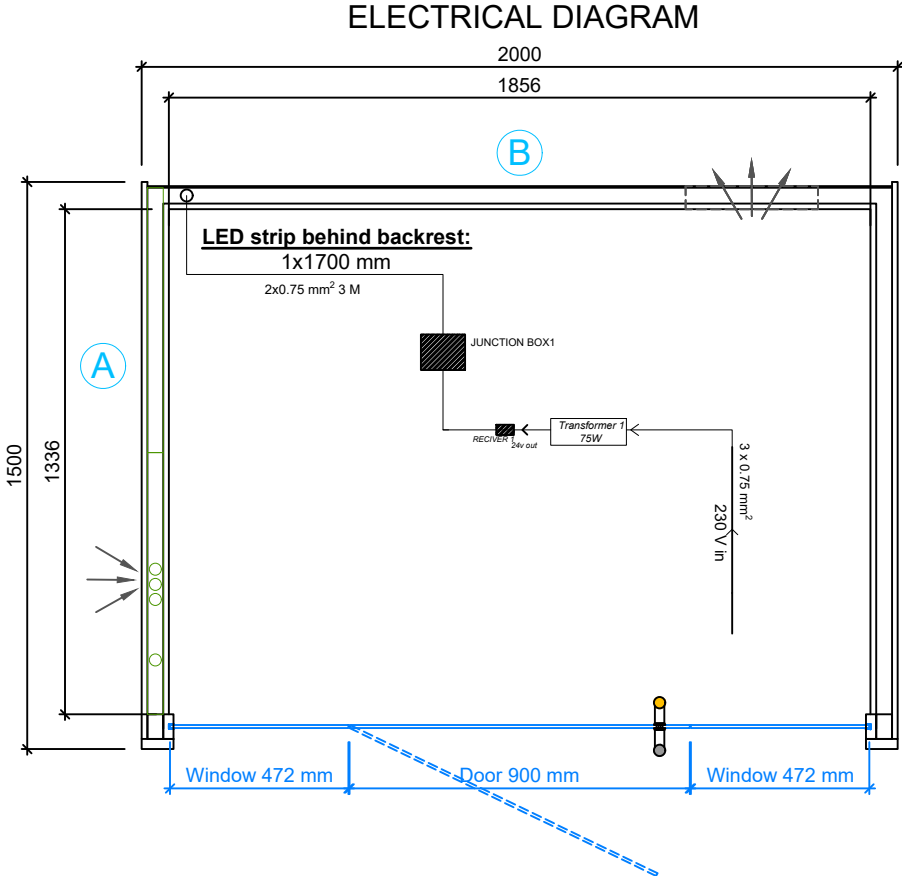 ELECTRICAL DIAGRAM
2000
1856
B
LED strip behind backrest:
1x1700 mm
2x0.75 mm² 3 M
A
JUNCTION BOX1
1500
1336
RECIVER 1
24v out
Transformer 1
75W
3 x 0.75 mm²
230 V in
Window 472 mm
Door 900 mm
Window 472 mm